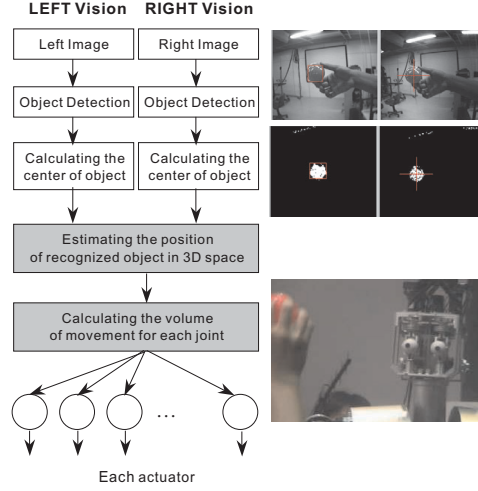 LEFT Vision RIGHT Vision
Left Image Right Image
Object Detection Object Detection
Calculating the Calculating the
center of object center of object
Estimating the position
of recognized object in 3D space
Calculating the volume
of movement for each joint
...
Each actuator